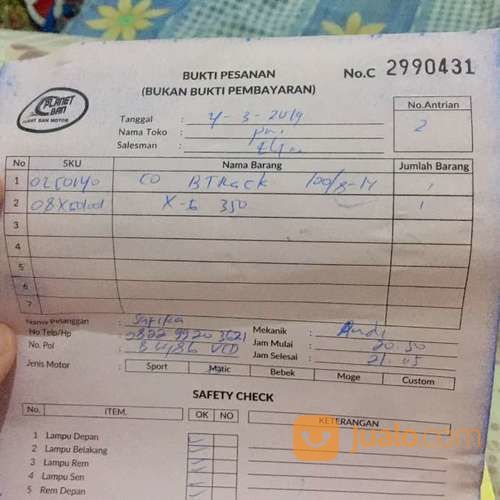 PLANET BAN
BUKTI PESANAN
(BUKAN BUKTI PEMBAYARAN)
No.C 2990431
Tanggal : 4-3-2019
Nama Toko :
Salesman :
No.Antrian
2
No SKU Nama Barang Jumlah Barang
1 CO BTRack 100/8-14 1
2 X-6 350 1
3
4
5
6
7
Nama Pelanggan :
No Telp/Hp :
No. Pol :
Mekanik : Andi
Jam Mulai : 20.50
Jam Selesai : 21.05
Jenis Motor : Sport Matic Bebek Moge Custom
SAFETY CHECK
No. ITEM. OK NO KETERANGAN
1 Lampu Depan
2 Lampu Belakang
3 Lampu Rem
4 Lampu Sen
5 Rem Depan
jualo.com